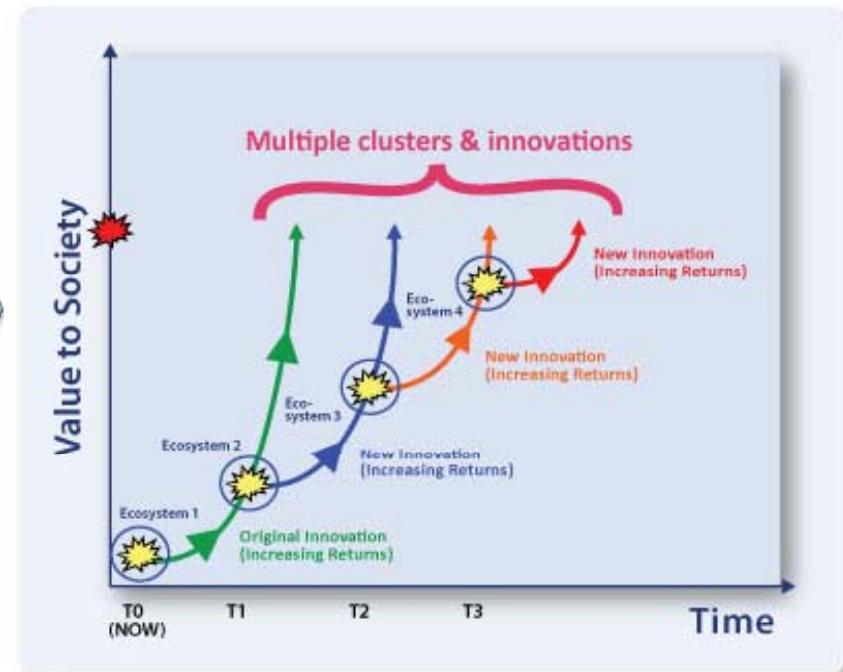 Multiple clusters & innovations
Value to Society
New Innovation
(Increasing Returns)
Eco-
system 4
New Innovation
(Increasing Returns)
Eco-
system 3
Ecosystem 2
New Innovation
(Increasing Returns)
Ecosystem 1
Original Innovation
(Increasing Returns)
T0
(NOW)
T1
T2
T3
Time